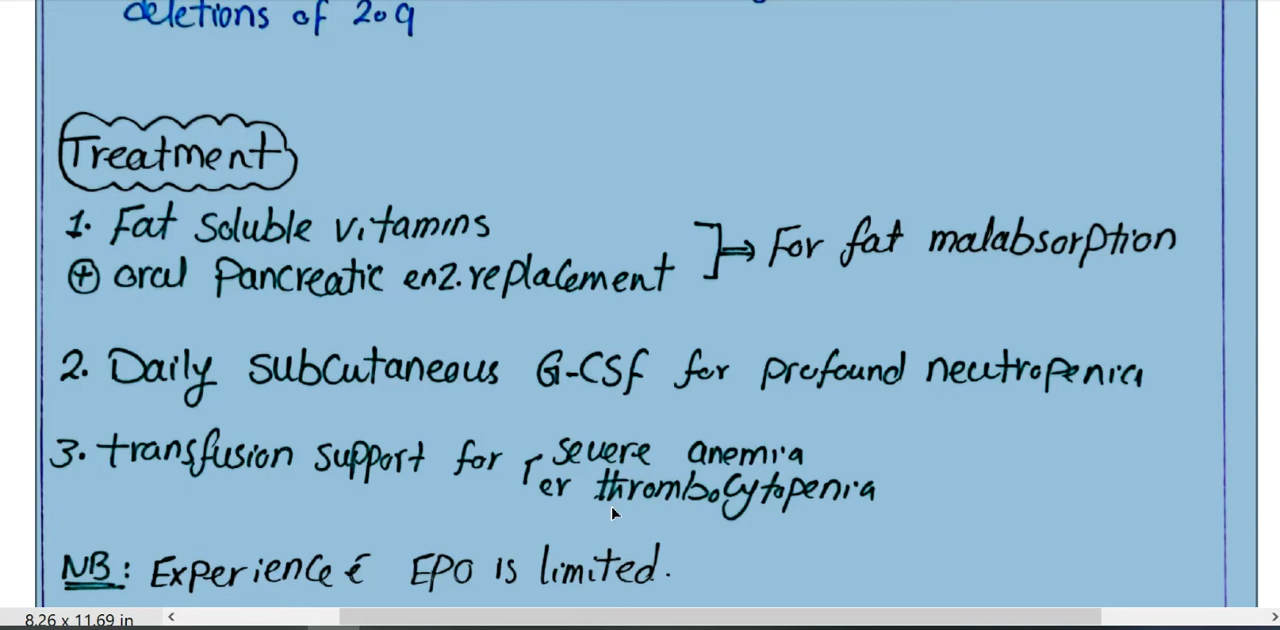 deletions of 20q
Treatment
1. Fat soluble vitamins
⊕ oral Pancreatic enz. replacement ]⇒ For fat malabsorption
2. Daily subcutaneous G-CSF for profound neutropenia
3. transfusion support for severe anemia
or thrombocytopenia
NB: Experience c̄ EPO is limited.
8.26 x 11.69 in